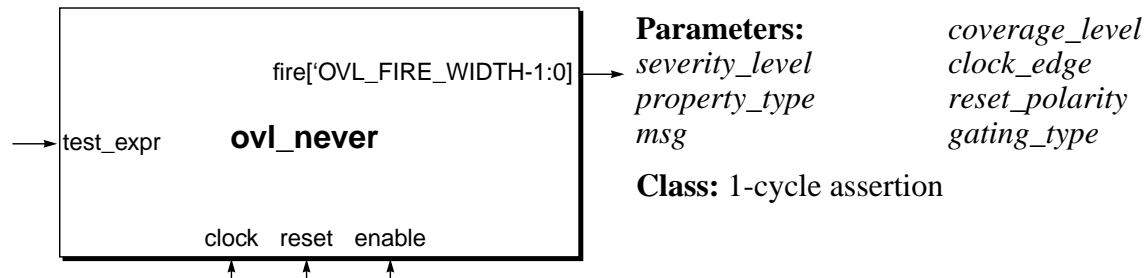 fire[‘OVL_FIRE_WIDTH-1:0]
test_expr
ovl_never
clock reset enable
Parameters: coverage_level
severity_level clock_edge
property_type reset_polarity
msg gating_type
Class: 1-cycle assertion